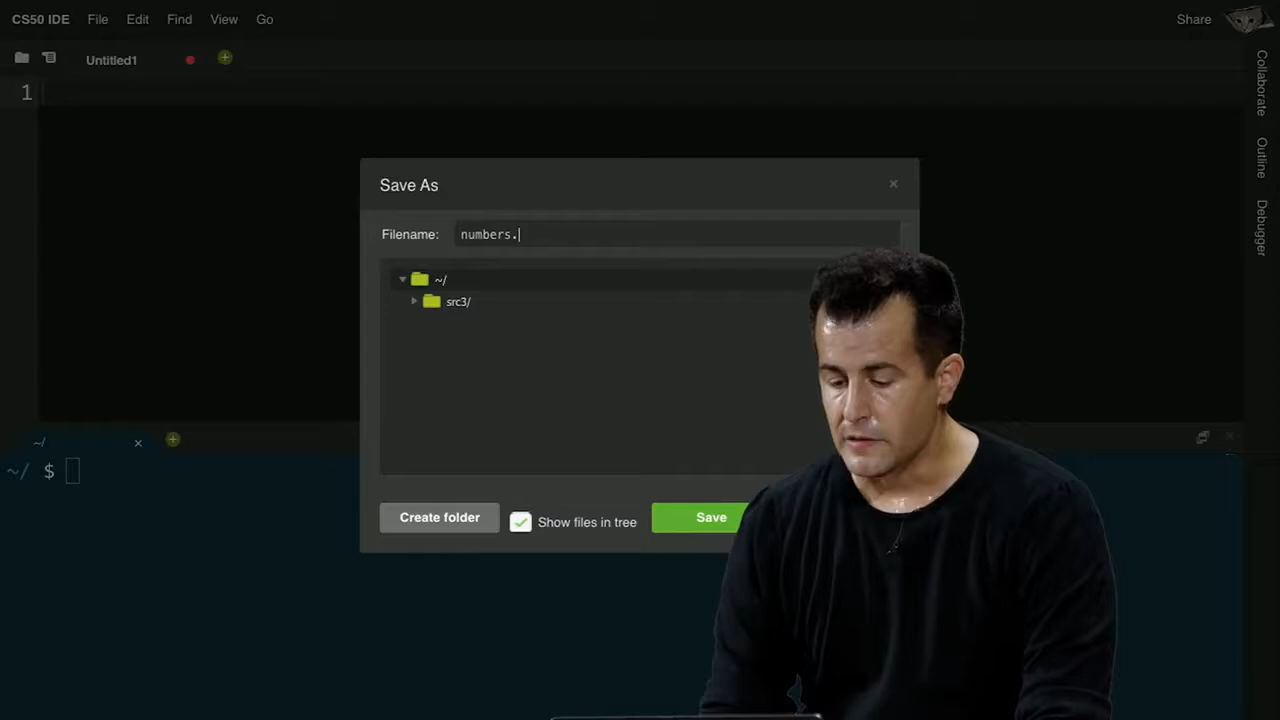 CS50 IDE File Edit Find View Go Share
Untitled1
1
Collaborate
Outline
Debugger
Save As ×
Filename: numbers.
~/
src3/
Create folder Show files in tree Save
~/ ×
~/ $